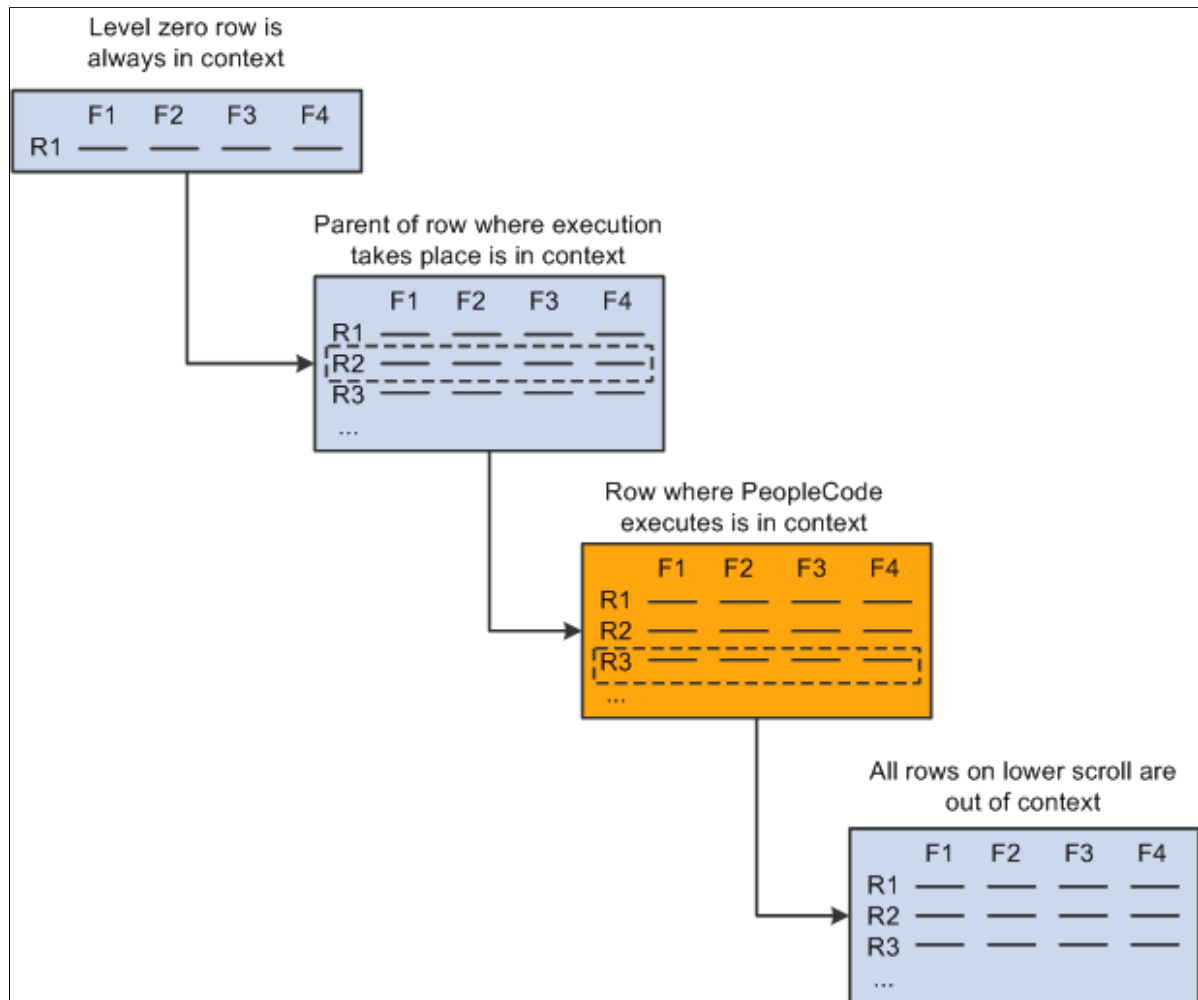 Level zero row is
always in context
F1 F2 F3 F4
R1
Parent of row where execution
takes place is in context
F1 F2 F3 F4
R1
R2
R3
...
Row where PeopleCode
executes is in context
F1 F2 F3 F4
R1
R2
R3
...
All rows on lower scroll are
out of context
F1 F2 F3 F4
R1
R2
R3
...